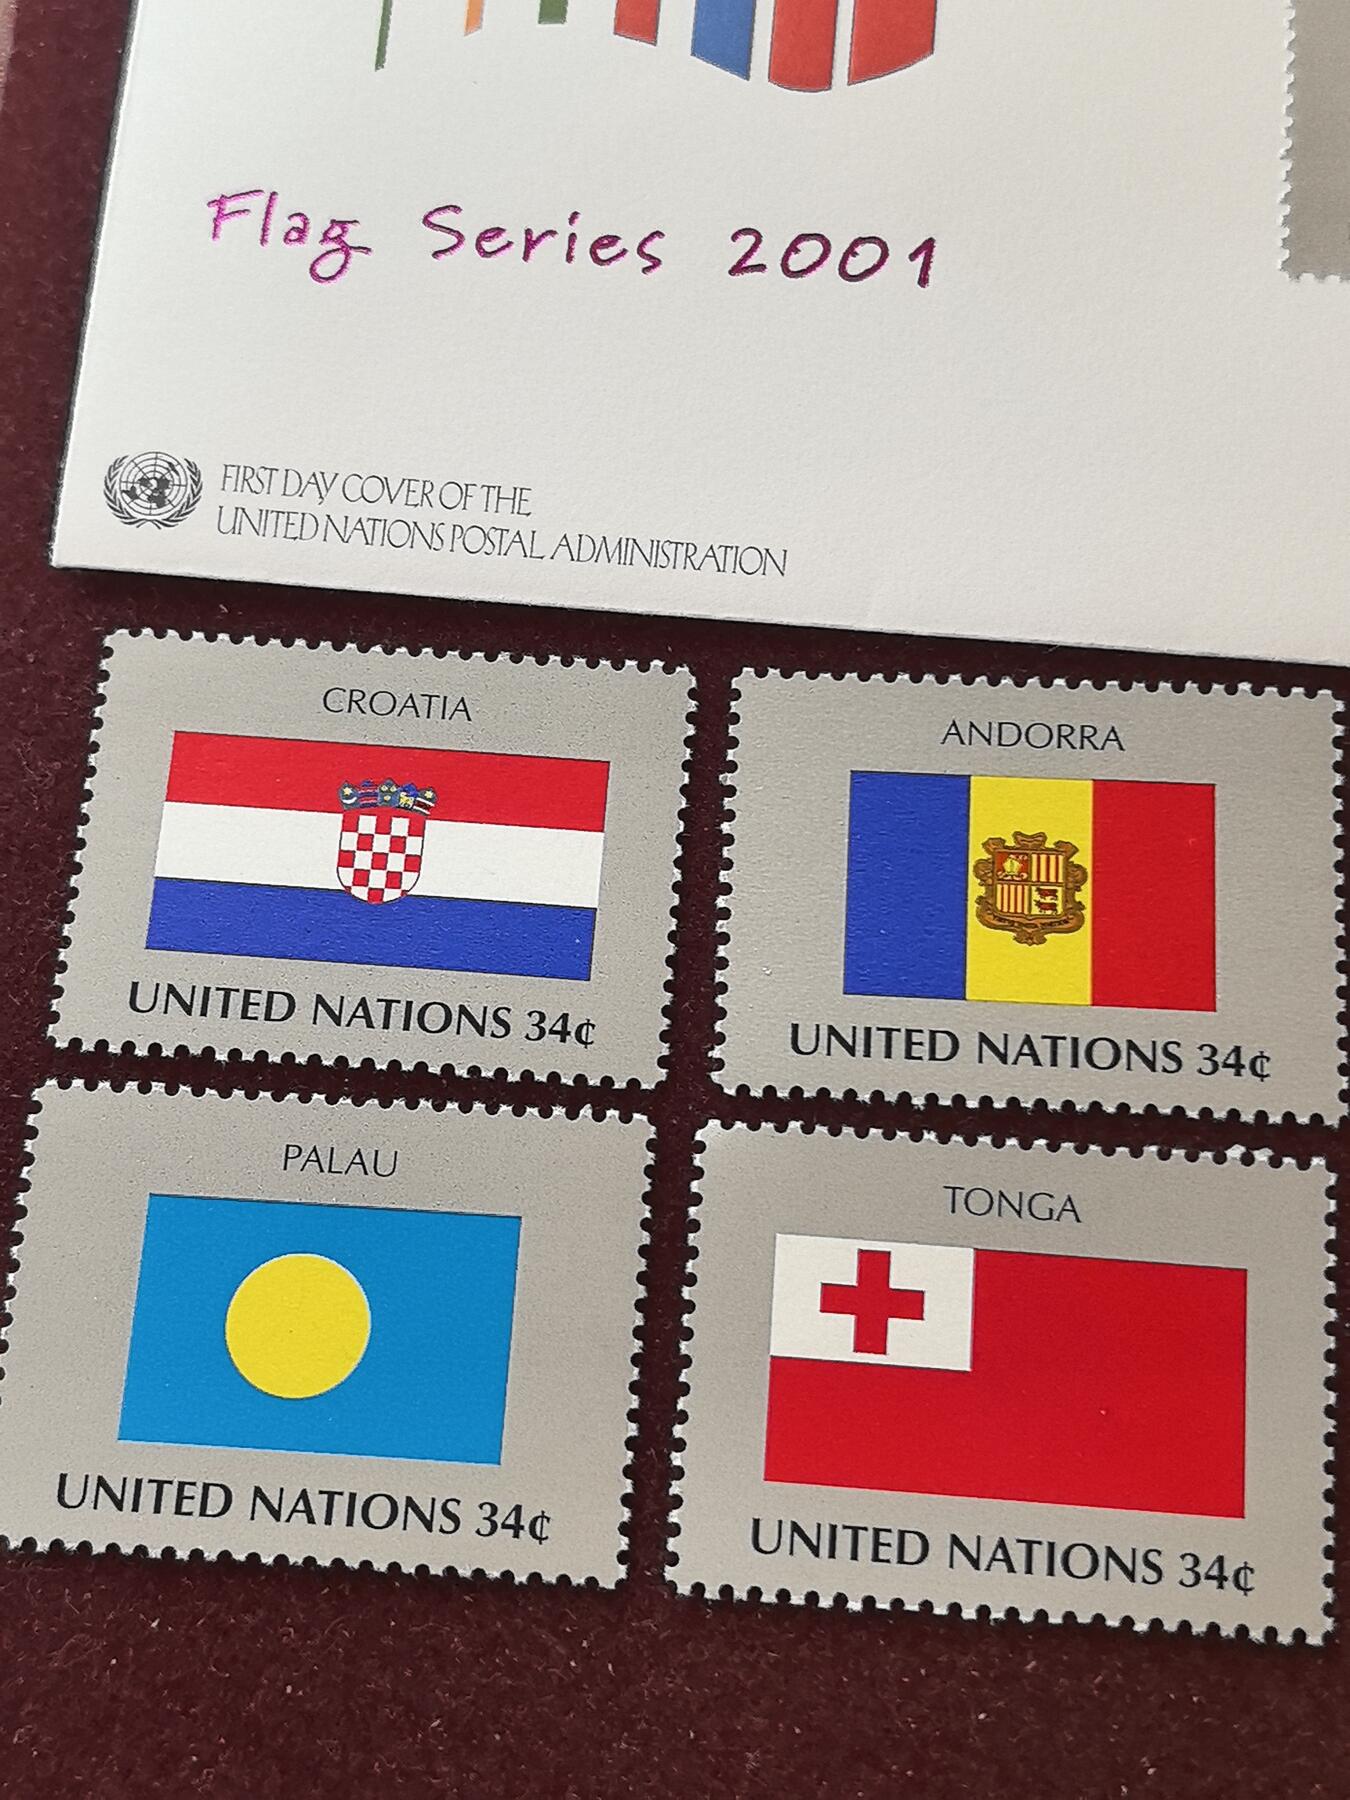 Flag Series 2001
FIRST DAY COVER OF THE
UNITED NATIONS POSTAL ADMINISTRATION
CROATIA
UNITED NATIONS 34¢
ANDORRA
UNITED NATIONS 34¢
PALAU
UNITED NATIONS 34¢
TONGA
UNITED NATIONS 34¢